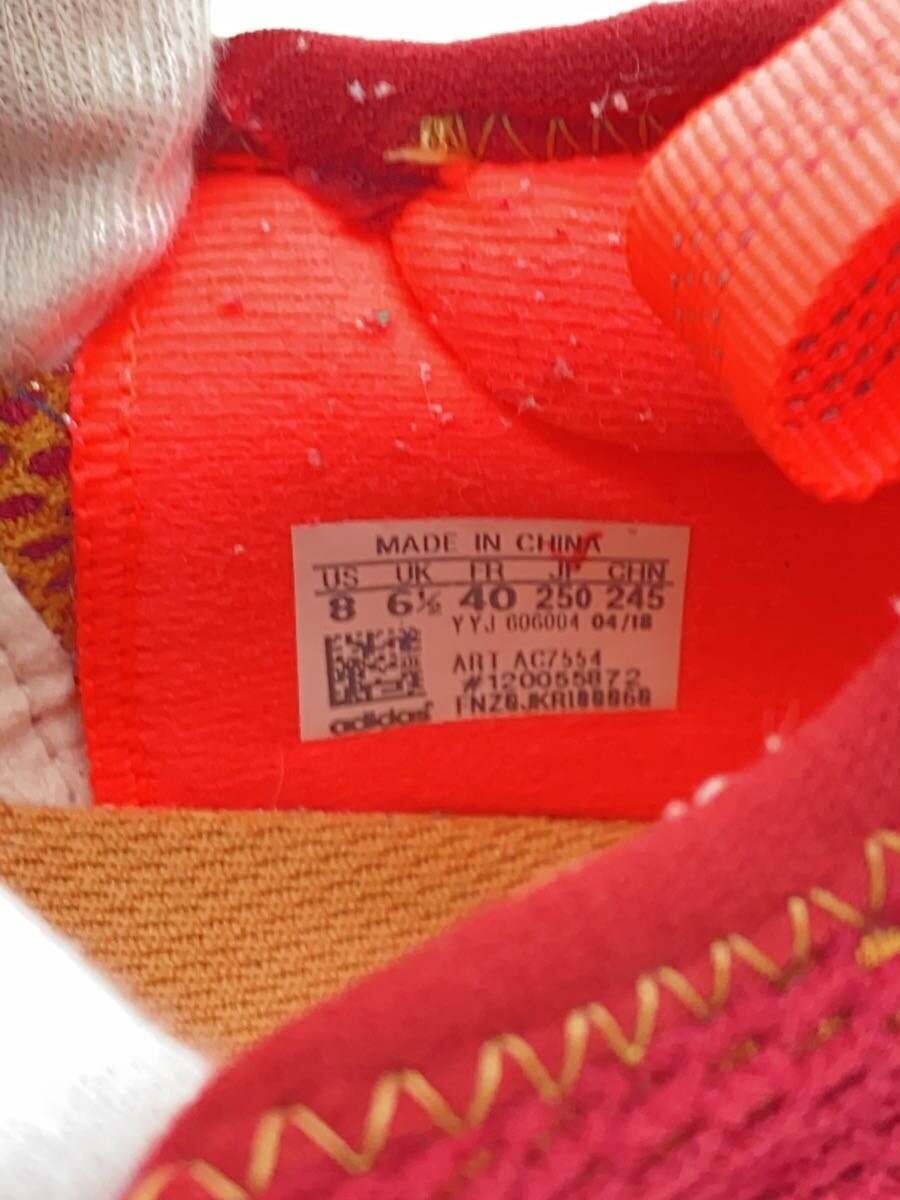 MADE IN CHINA
US UK FR JP CHN
8 6½ 40 250 245
YYJ 606004 04/18
ART AC7554
#120055872
adidas